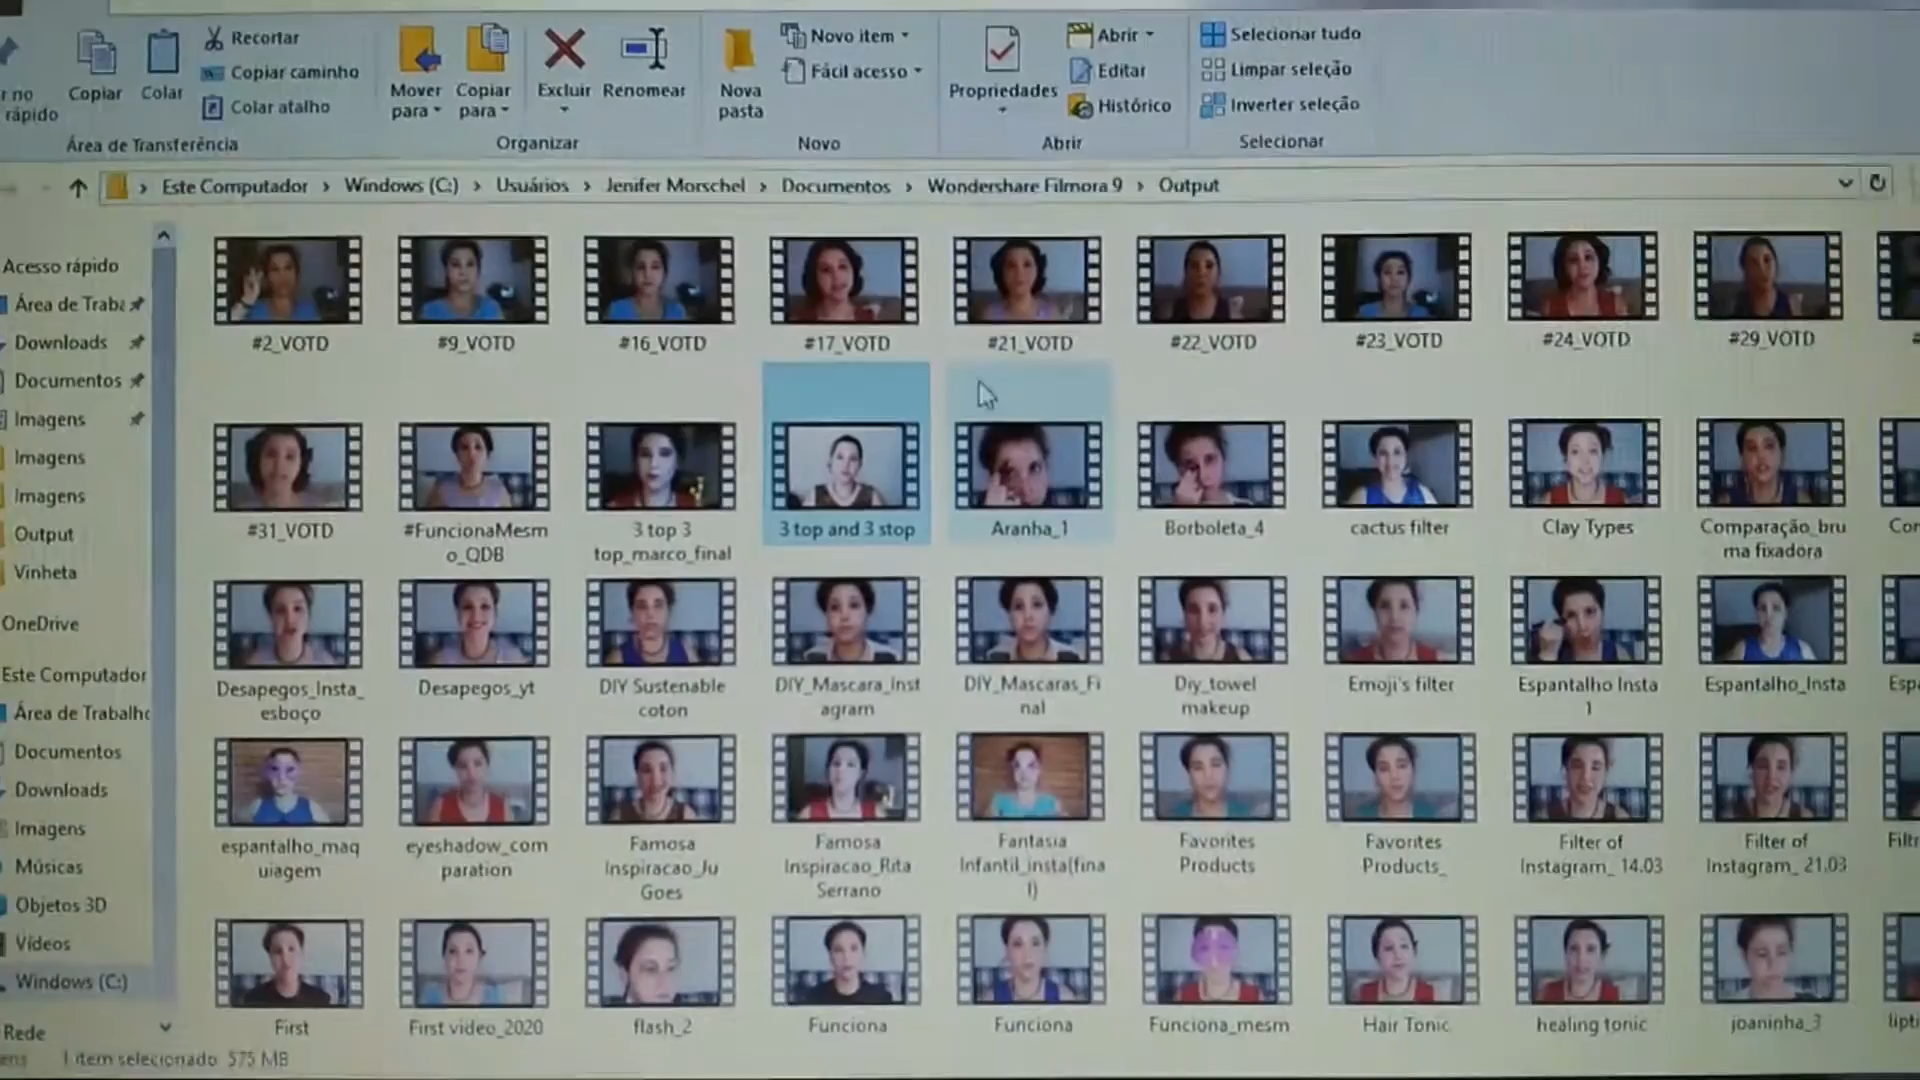 Recortar
Copiar caminho
Colar atalho
Copiar
Colar
rápido
Área de Transferência
Mover para
Copiar para
Excluir
Renomear
Organizar
Nova pasta
Novo item
Fácil acesso
Novo
Propriedades
Abrir
Editar
Histórico
Abrir
Selecionar tudo
Limpar seleção
Inverter seleção
Selecionar
Este Computador > Windows (C:) > Usuários > Jenifer Morschel > Documentos > Wondershare Filmora 9 > Output
Acesso rápido
Área de Traba
Downloads
Documentos
Imagens
Imagens
Imagens
Output
Vinheta
OneDrive
Este Computador
Área de Trabalho
Documentos
Downloads
Imagens
Músicas
Objetos 3D
Vídeos
Windows (C:)
Rede
#2_VOTD
#9_VOTD
#16_VOTD
#17_VOTD
#21_VOTD
#22_VOTD
#23_VOTD
#24_VOTD
#29_VOTD
#31_VOTD
#FuncionaMesm
o_QDB
3 top 3
top_marco_final
3 top and 3 stop
Aranha_1
Borboleta_4
cactus filter
Clay Types
Comparação_bru
ma fixadora
Desapegos_Insta_
esboço
Desapegos_yt
DIY Sustenable
coton
DIY_Mascara_Inst
agram
DIY_Mascaras_Fi
nal
Diy_towel
makeup
Emoji's filter
Espantalho Insta
1
Espantalho_Insta
espantalho_maq
uiagem
eyeshadow_com
paration
Famosa
Inspiracao_Ju
Goes
Famosa
Inspiracao_Rita
Serrano
Fantasia
Infantil_insta(fina
l)
Favorites
Products
Favorites
Products_
Filter of
Instagram_ 14.03
Filter of
Instagram_ 21.03
First
First video_2020
flash_2
Funciona
Funciona
Funciona_mesm
Hair Tonic
healing tonic
joaninha_3
1 item selecionado 575 MB